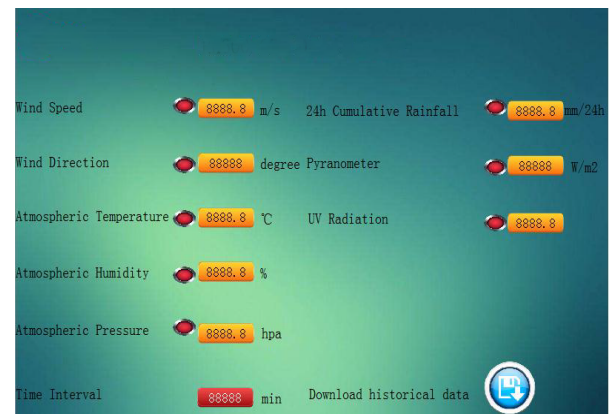 Wind Speed 8888.8 m/s 24h Cumulative Rainfall 8888.8 mm/24h
Wind Direction 88888 degree Pyranometer 88888 W/m2
Atmospheric Temperature 8888.8 ℃ UV Radiation 8888.8
Atmospheric Humidity 8888.8 %
Atmospheric Pressure 8888.8 hpa
Time Interval 88888 min Download historical data